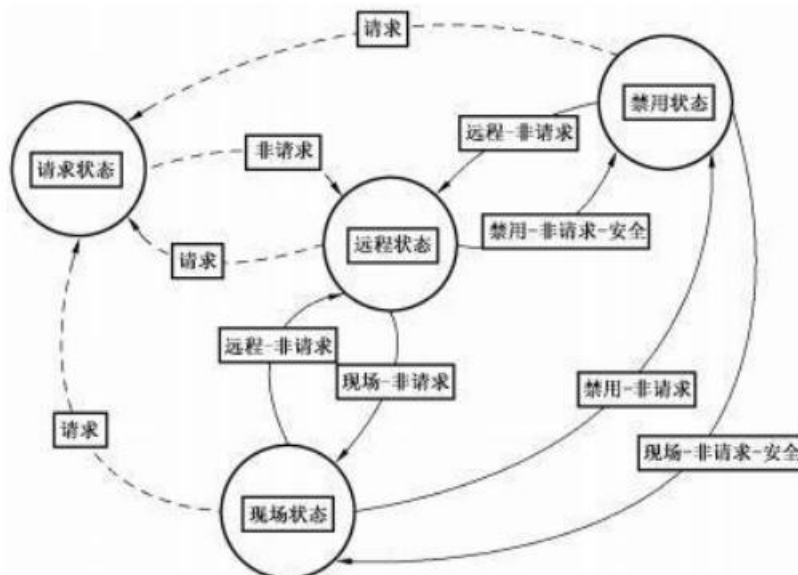 请求
禁用状态
远程-非请求
非请求
请求状态
禁用-非请求-安全
远程状态
请求
远程-非请求
现场-非请求
禁用-非请求
请求
现场-非请求-安全
现场状态